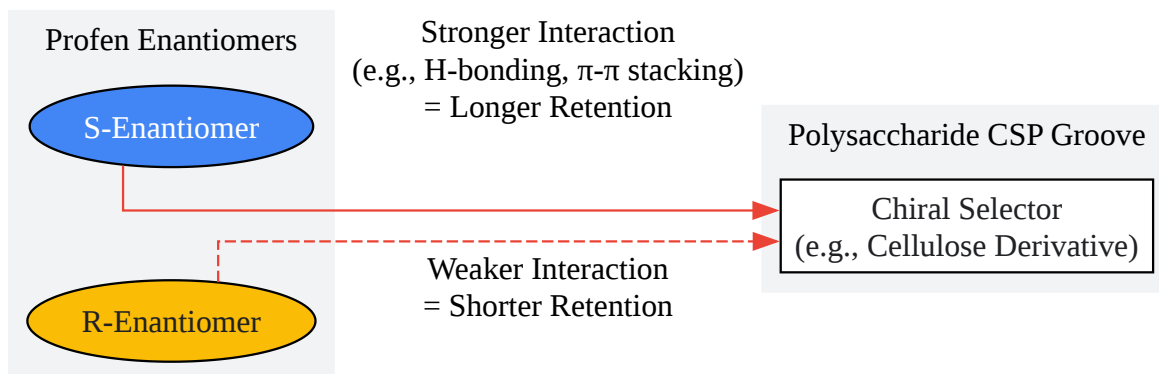 Profen Enantiomers
S-Enantiomer
R-Enantiomer
Stronger Interaction
(e.g., H-bonding, π-π stacking)
= Longer Retention
Weaker Interaction
= Shorter Retention
Polysaccharide CSP Groove
Chiral Selector
(e.g., Cellulose Derivative)